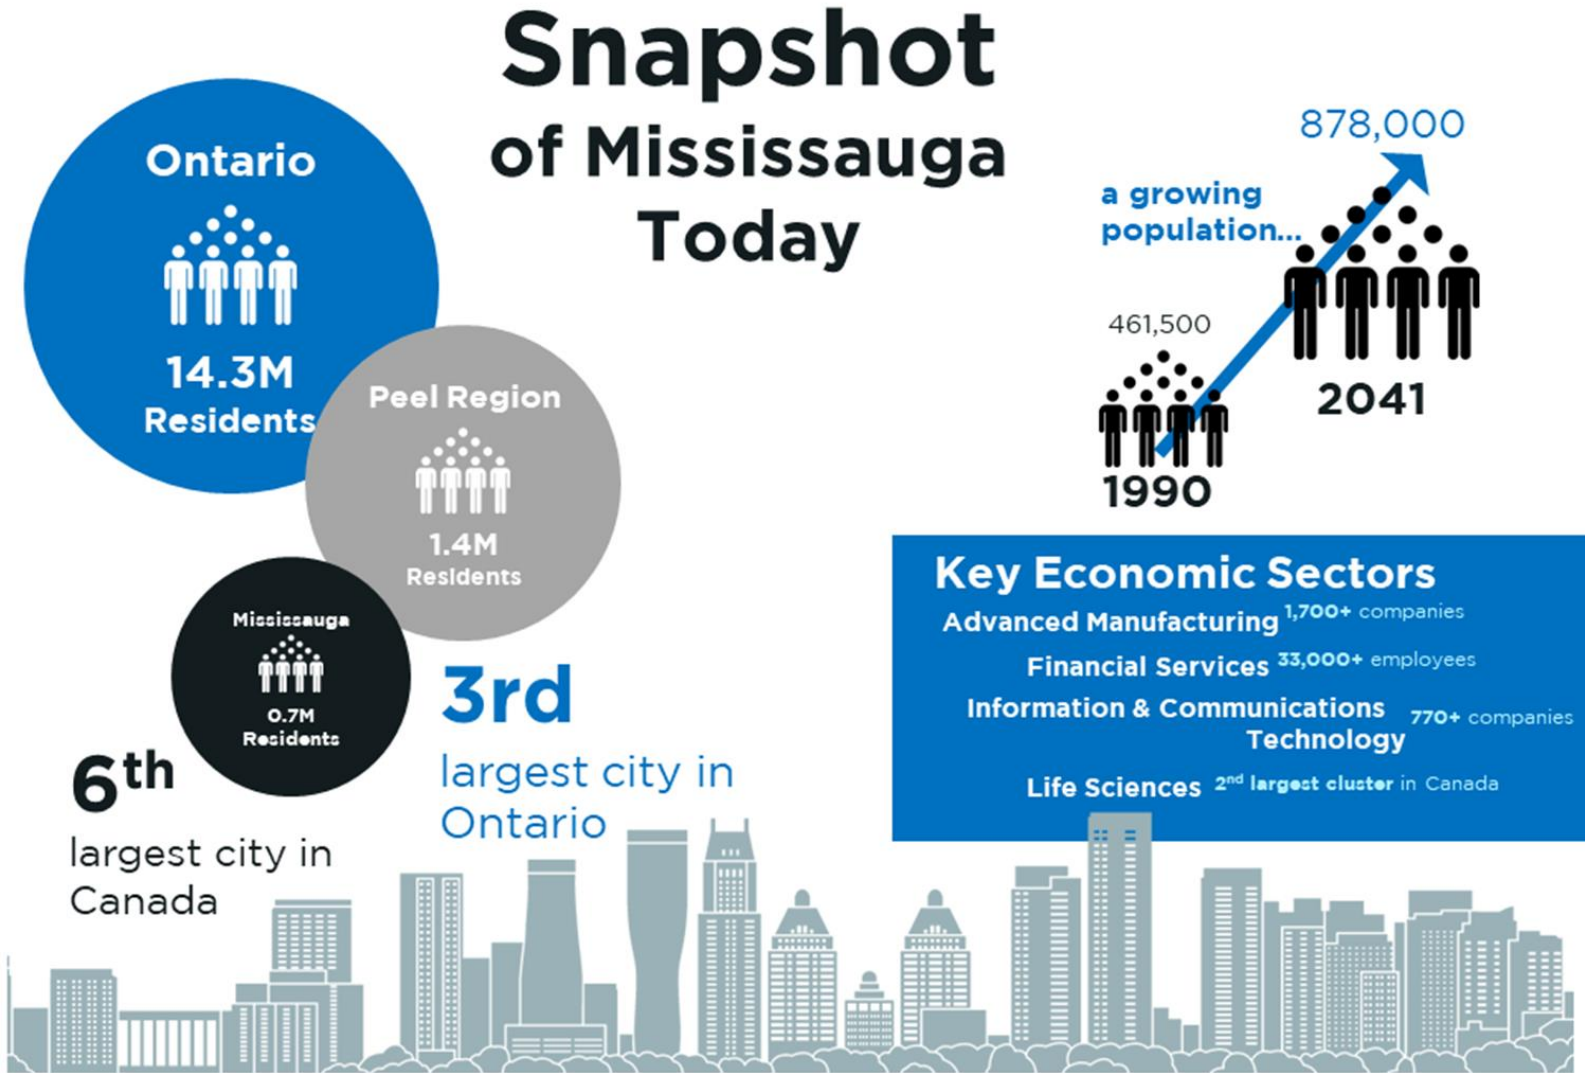 Snapshot
of Mississauga
Today
Ontario
14.3M
Residents
Peel Region
1.4M
Residents
Mississauga
0.7M
Residents
6th
largest city in
Canada
3rd
largest city in
Ontario
878,000
a growing
population...
461,500
2041
1990
Key Economic Sectors
Advanced Manufacturing 1,700+ companies
Financial Services 33,000+ employees
Information & Communications
Technology 770+ companies
Life Sciences 2nd largest cluster in Canada